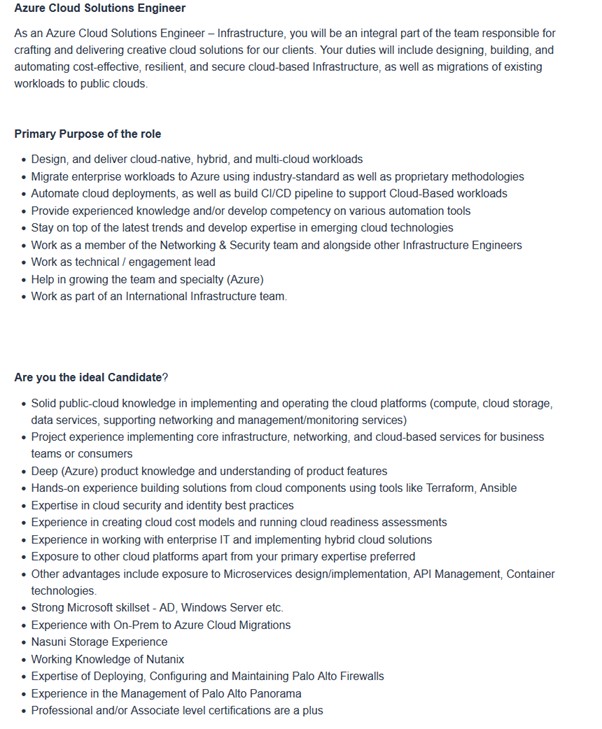 Azure Cloud Solutions Engineer
As an Azure Cloud Solutions Engineer – Infrastructure, you will be an integral part of the team responsible for
crafting and delivering creative cloud solutions for our clients. Your duties will include designing, building, and
automating cost-effective, resilient, and secure cloud-based Infrastructure, as well as migrations of existing
workloads to public clouds.
Primary Purpose of the role
• Design, and deliver cloud-native, hybrid, and multi-cloud workloads
• Migrate enterprise workloads to Azure using industry-standard as well as proprietary methodologies
• Automate cloud deployments, as well as build CI/CD pipeline to support Cloud-Based workloads
• Provide experienced knowledge and/or develop competency on various automation tools
• Stay on top of the latest trends and develop expertise in emerging cloud technologies
• Work as a member of the Networking & Security team and alongside other Infrastructure Engineers
• Work as technical / engagement lead
• Help in growing the team and specialty (Azure)
• Work as part of an International Infrastructure team.
Are you the ideal Candidate?
• Solid public-cloud knowledge in implementing and operating the cloud platforms (compute, cloud storage,
data services, supporting networking and management/monitoring services)
• Project experience implementing core infrastructure, networking, and cloud-based services for business
teams or consumers
• Deep (Azure) product knowledge and understanding of product features
• Hands-on experience building solutions from cloud components using tools like Terraform, Ansible
• Expertise in cloud security and identity best practices
• Experience in creating cloud cost models and running cloud readiness assessments
• Experience in working with enterprise IT and implementing hybrid cloud solutions
• Exposure to other cloud platforms apart from your primary expertise preferred
• Other advantages include exposure to Microservices design/implementation, API Management, Container
technologies.
• Strong Microsoft skillset - AD, Windows Server etc.
• Experience with On-Prem to Azure Cloud Migrations
• Nasuni Storage Experience
• Working Knowledge of Nutanix
• Expertise of Deploying, Configuring and Maintaining Palo Alto Firewalls
• Experience in the Management of Palo Alto Panorama
• Professional and/or Associate level certifications are a plus